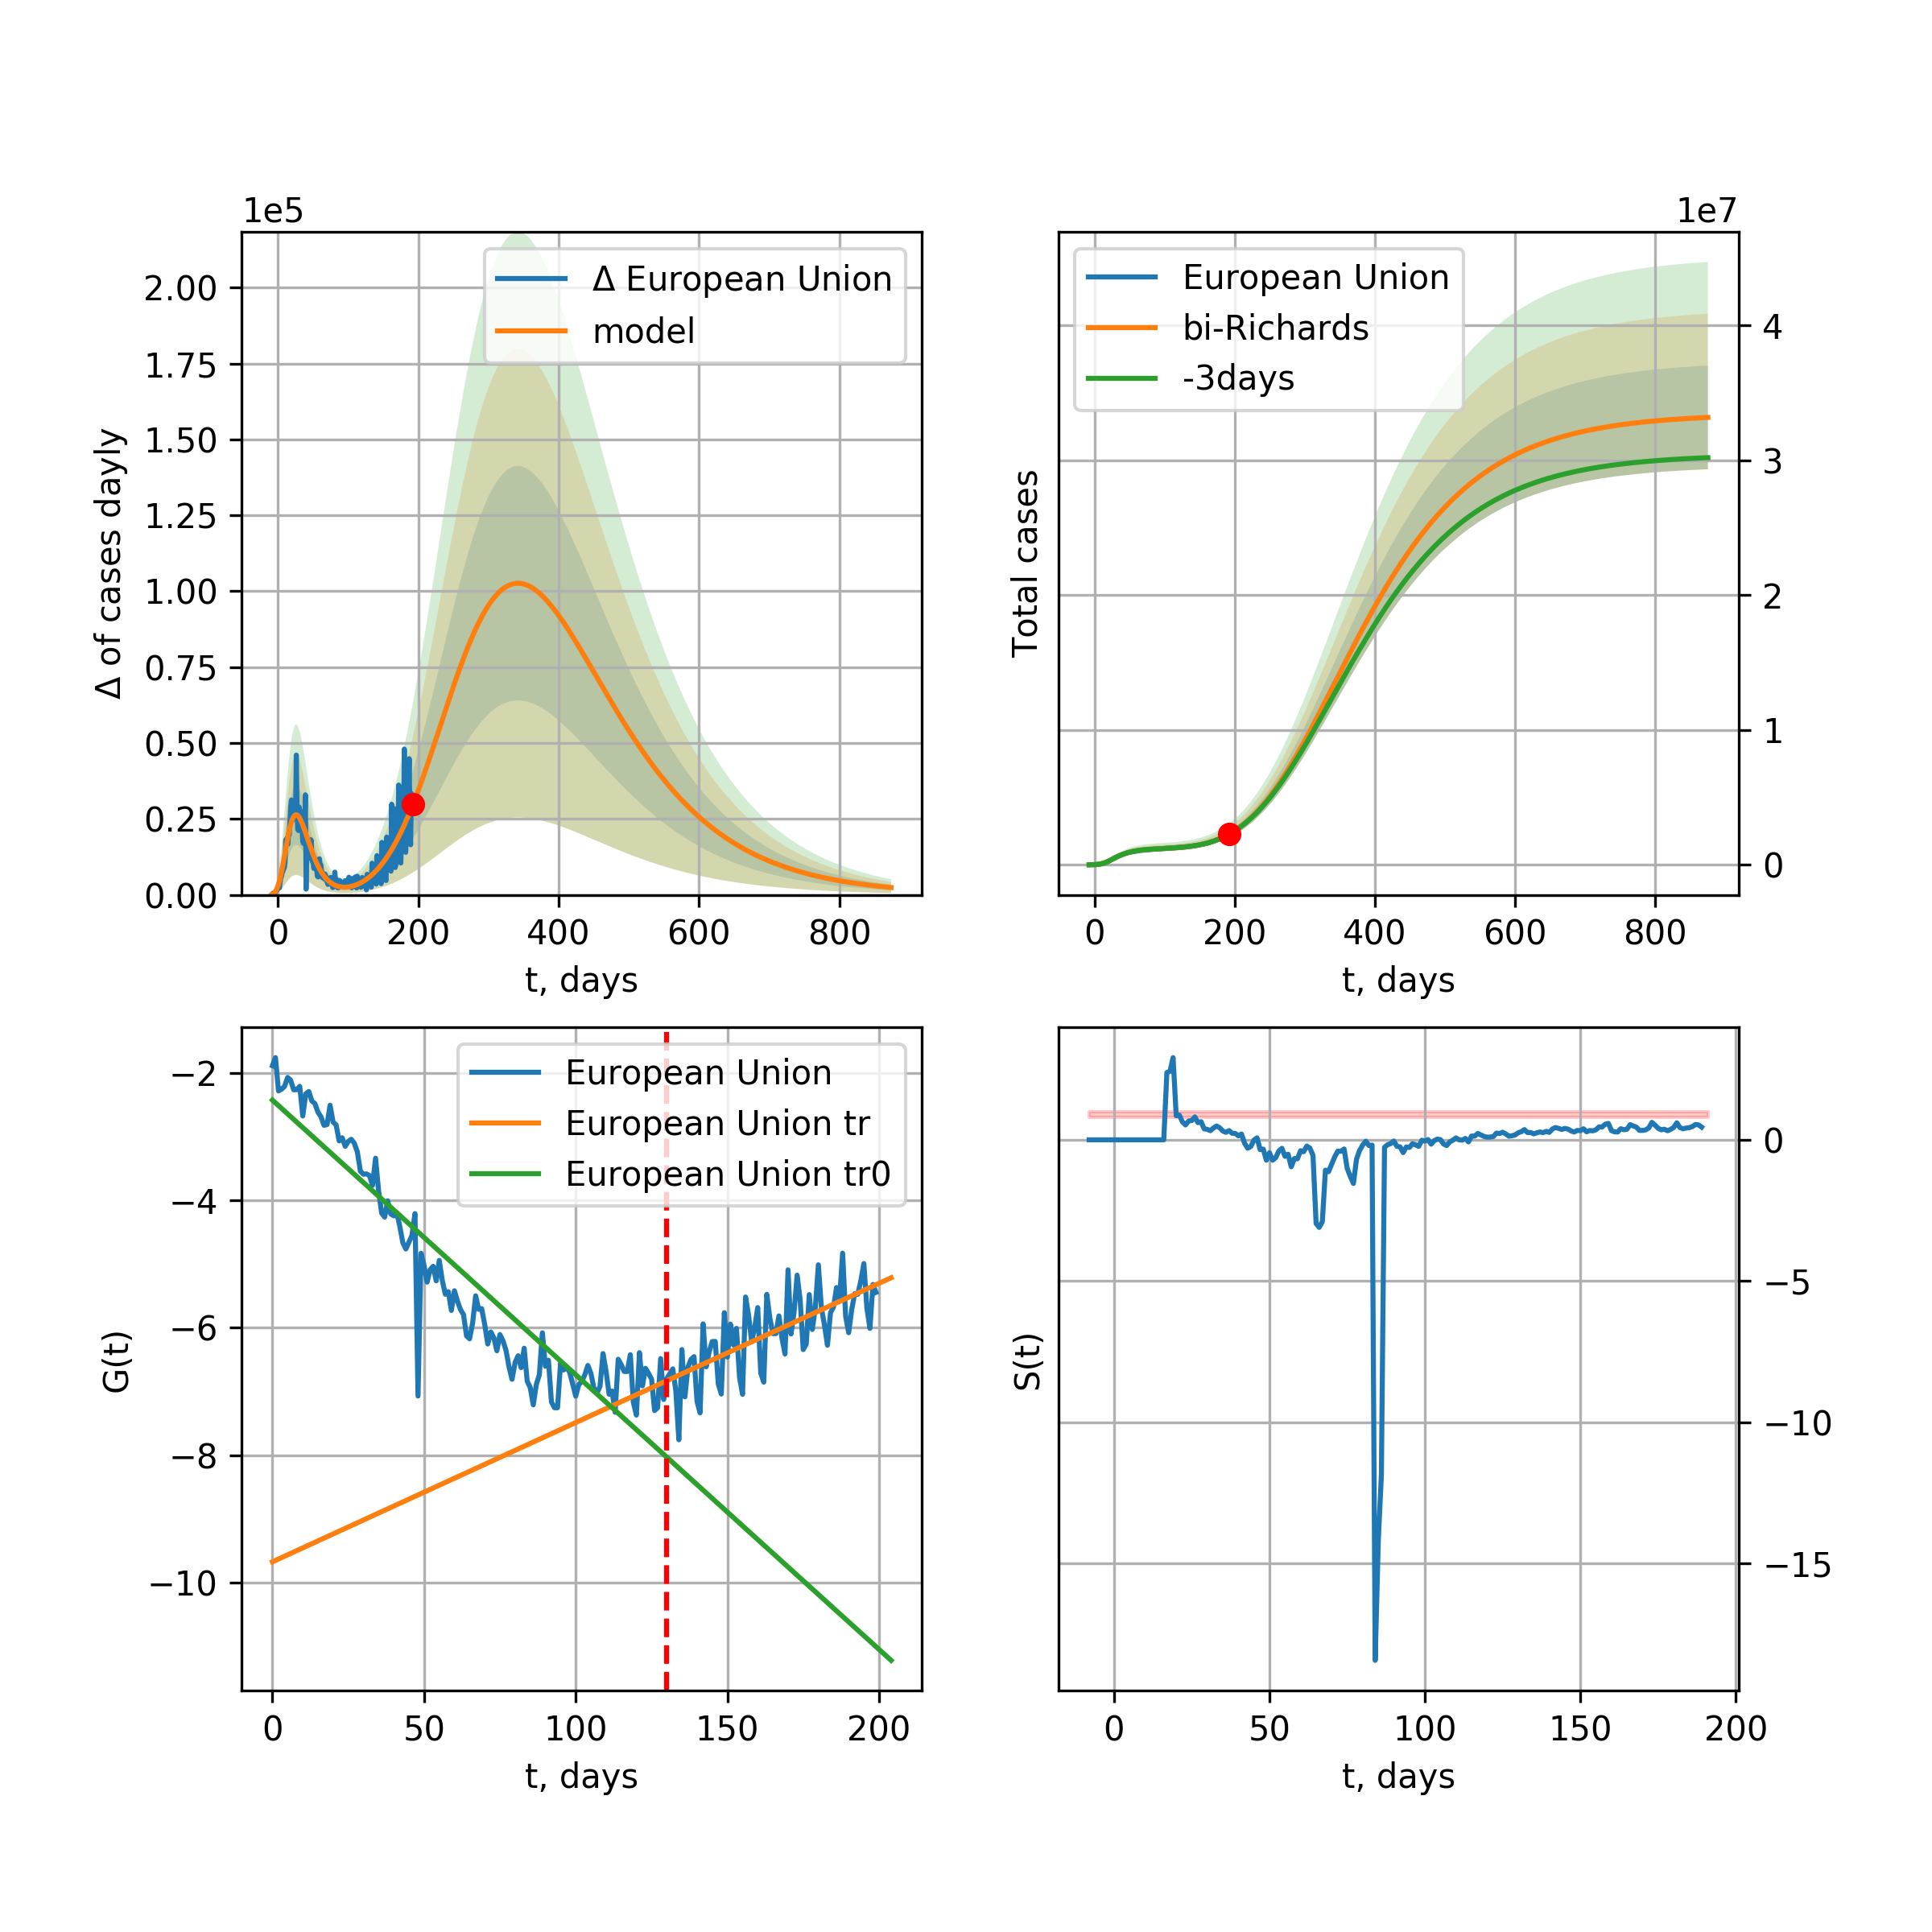 1e5
Δ European Union
model
2.00
1.75
1.50
1.25
1.00
0.75
0.50
0.25
0.00
Δ of cases dayly
0 200 400 600 800
t, days
1e7
European Union
bi-Richards
-3days
4
3
2
1
0
Total cases
0 200 400 600 800
t, days
European Union
European Union tr
European Union tr0
−2
−4
−6
−8
−10
G(t)
0 50 100 150 200
t, days
0
−5
−10
−15
S(t)
0 50 100 150 200
t, days